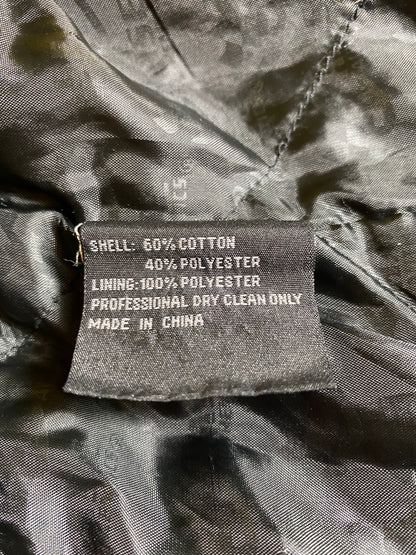 SHELL: 60% COTTON
40% POLYESTER
LINING:100% POLYESTER
PROFESSIONAL DRY CLEAN ONLY
MADE IN CHINA